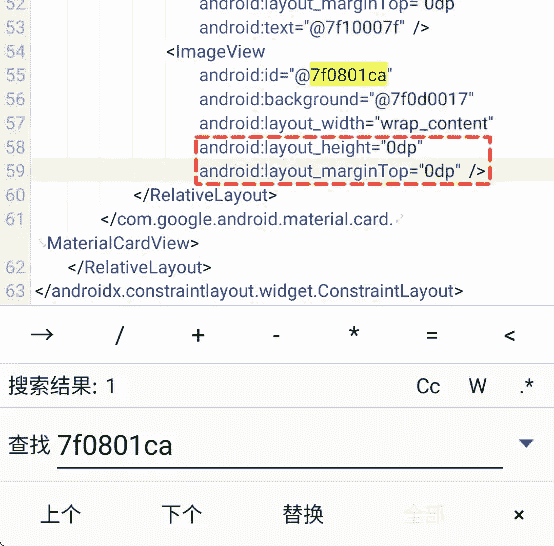 52 android:layout_marginTop="0dp"
53 android:text="@7f10007f" />
54 <ImageView
55 android:id="@7f0801ca"
56 android:background="@7f0d0017"
57 android:layout_width="wrap_content"
58 android:layout_height="0dp"
59 android:layout_marginTop="0dp" />
60 </RelativeLayout>
61 </com.google.android.material.card.
MaterialCardView>
62 </RelativeLayout>
63 </androidx.constraintlayout.widget.ConstraintLayout>
→ / + - * = <
搜索结果: 1 Cc W .*
查找 7f0801ca
上个 下个 替换 全部 ×